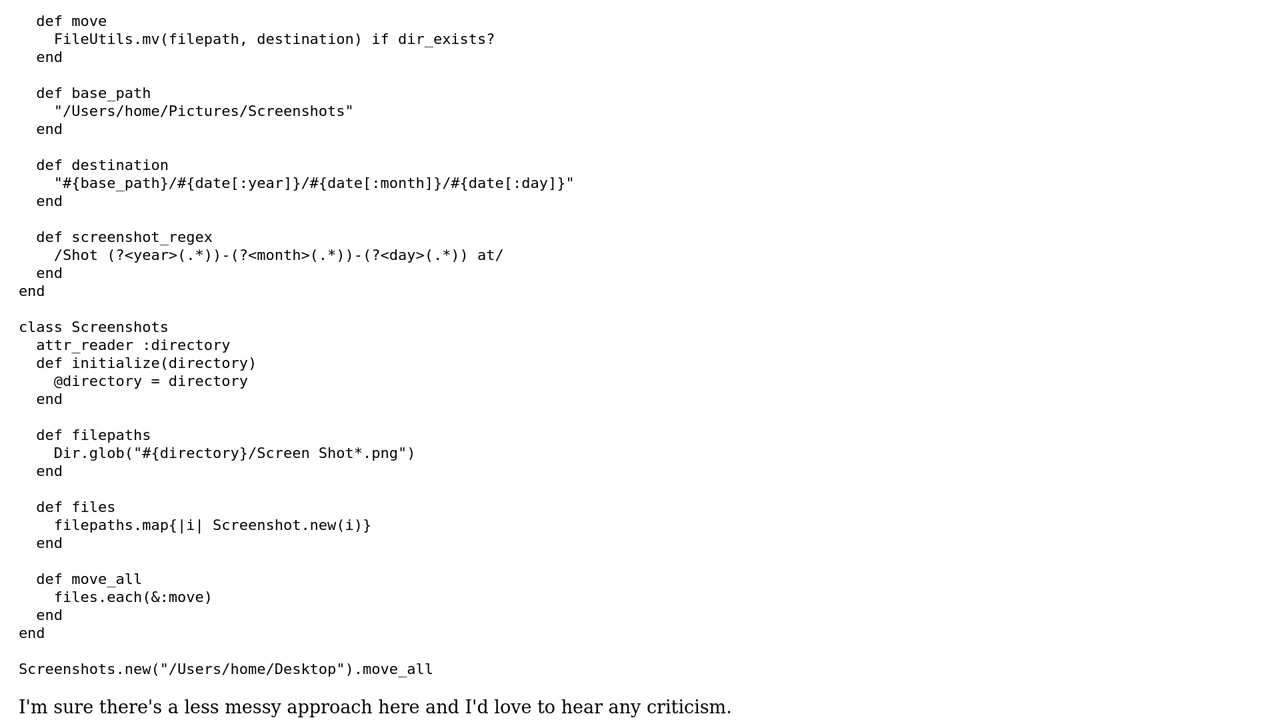 def move
    FileUtils.mv(filepath, destination) if dir_exists?
  end

  def base_path
    "/Users/home/Pictures/Screenshots"
  end

  def destination
    "#{base_path}/#{date[:year]}/#{date[:month]}/#{date[:day]}"
  end

  def screenshot_regex
    /Shot (?<year>(.*))-(?<month>(.*))-(?<day>(.*)) at/
  end
end

class Screenshots
  attr_reader :directory
  def initialize(directory)
    @directory = directory
  end

  def filepaths
    Dir.glob("#{directory}/Screen Shot*.png")
  end

  def files
    filepaths.map{|i| Screenshot.new(i)}
  end

  def move_all
    files.each(&:move)
  end
end

Screenshots.new("/Users/home/Desktop").move_all

I'm sure there's a less messy approach here and I'd love to hear any criticism.